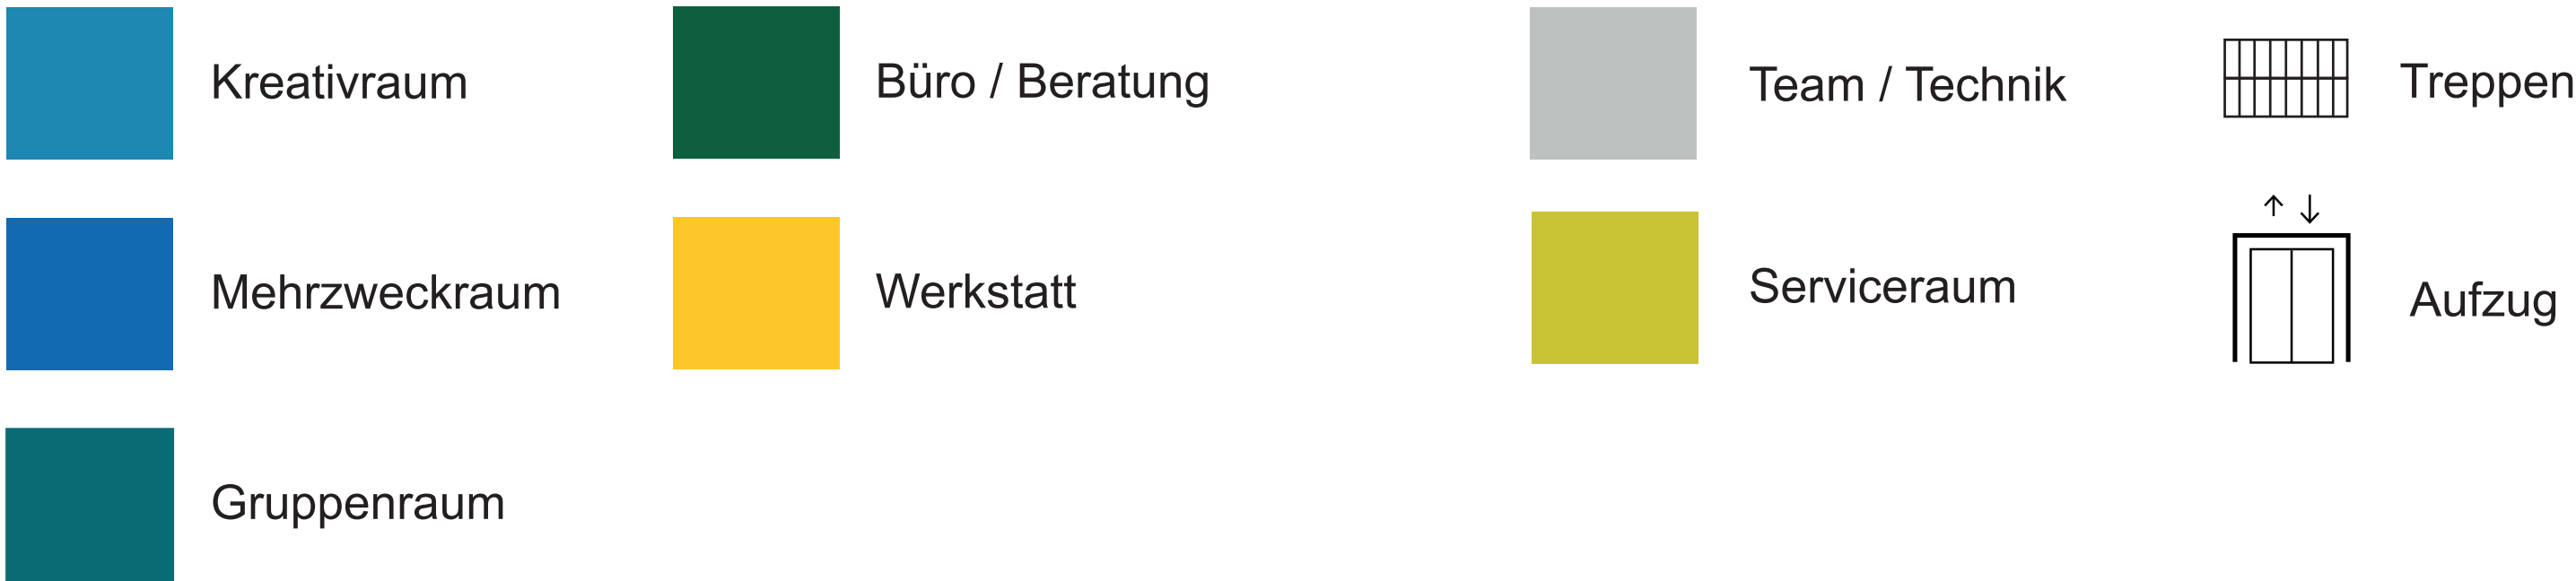 Kreativraum
Büro / Beratung
Team / Technik
Treppen
Mehrzweckraum
Werkstatt
Serviceraum
Aufzug
Gruppenraum